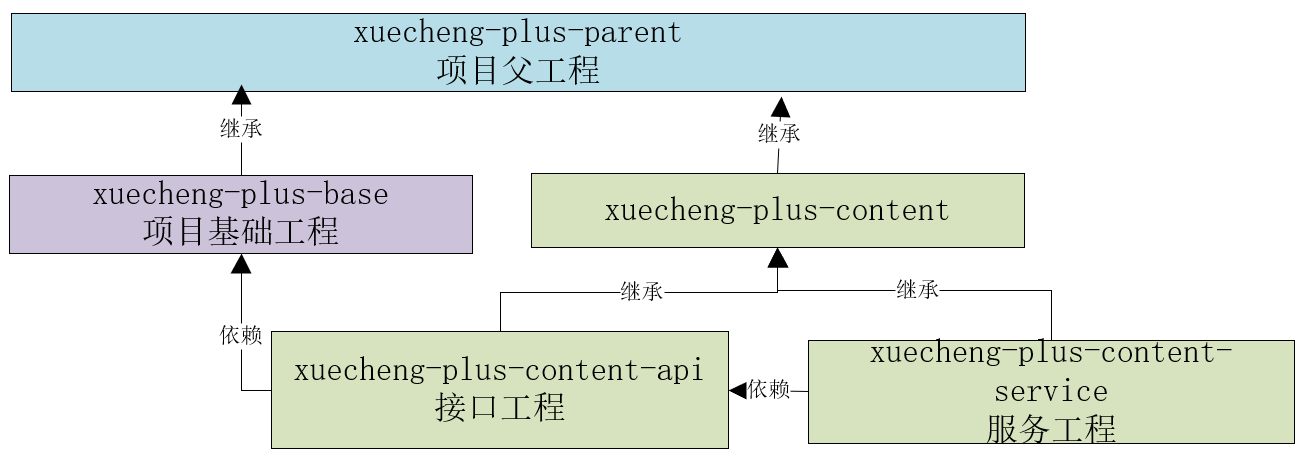 xuecheng-plus-parent
项目父工程
继承
继承
xuecheng-plus-base
项目基础工程
xuecheng-plus-content
继承
继承
依赖
xuecheng-plus-content-api
接口工程
依赖
xuecheng-plus-content-
service
服务工程